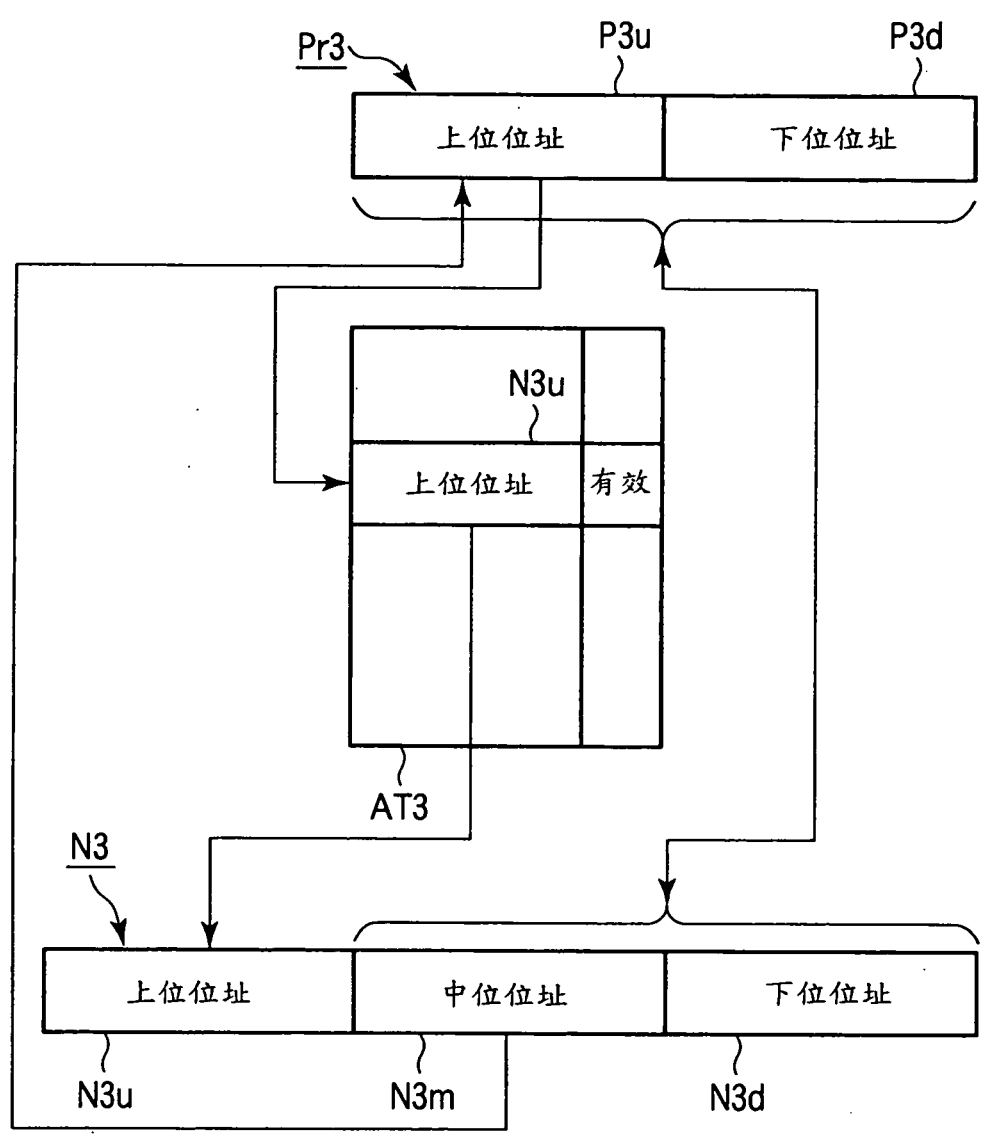 Pr3 P3u P3d
上位位址 下位位址
N3u
上位位址 有效
AT3
N3
上位位址 中位位址 下位位址
N3u N3m N3d